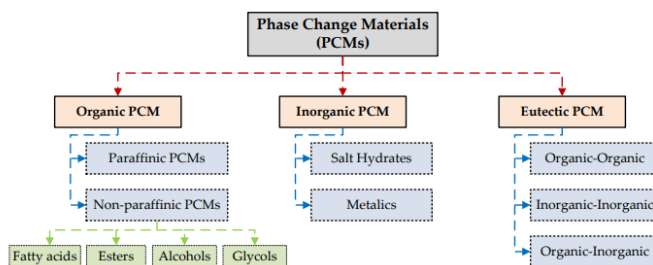 Phase Change Materials
(PCMs)
Organic PCM
Inorganic PCM
Eutectic PCM
Paraffinic PCMs
Salt Hydrates
Organic-Organic
Non-paraffinic PCMs
Metalics
Inorganic-Inorganic
Fatty acids
Esters
Alcohols
Glycols
Organic-Inorganic